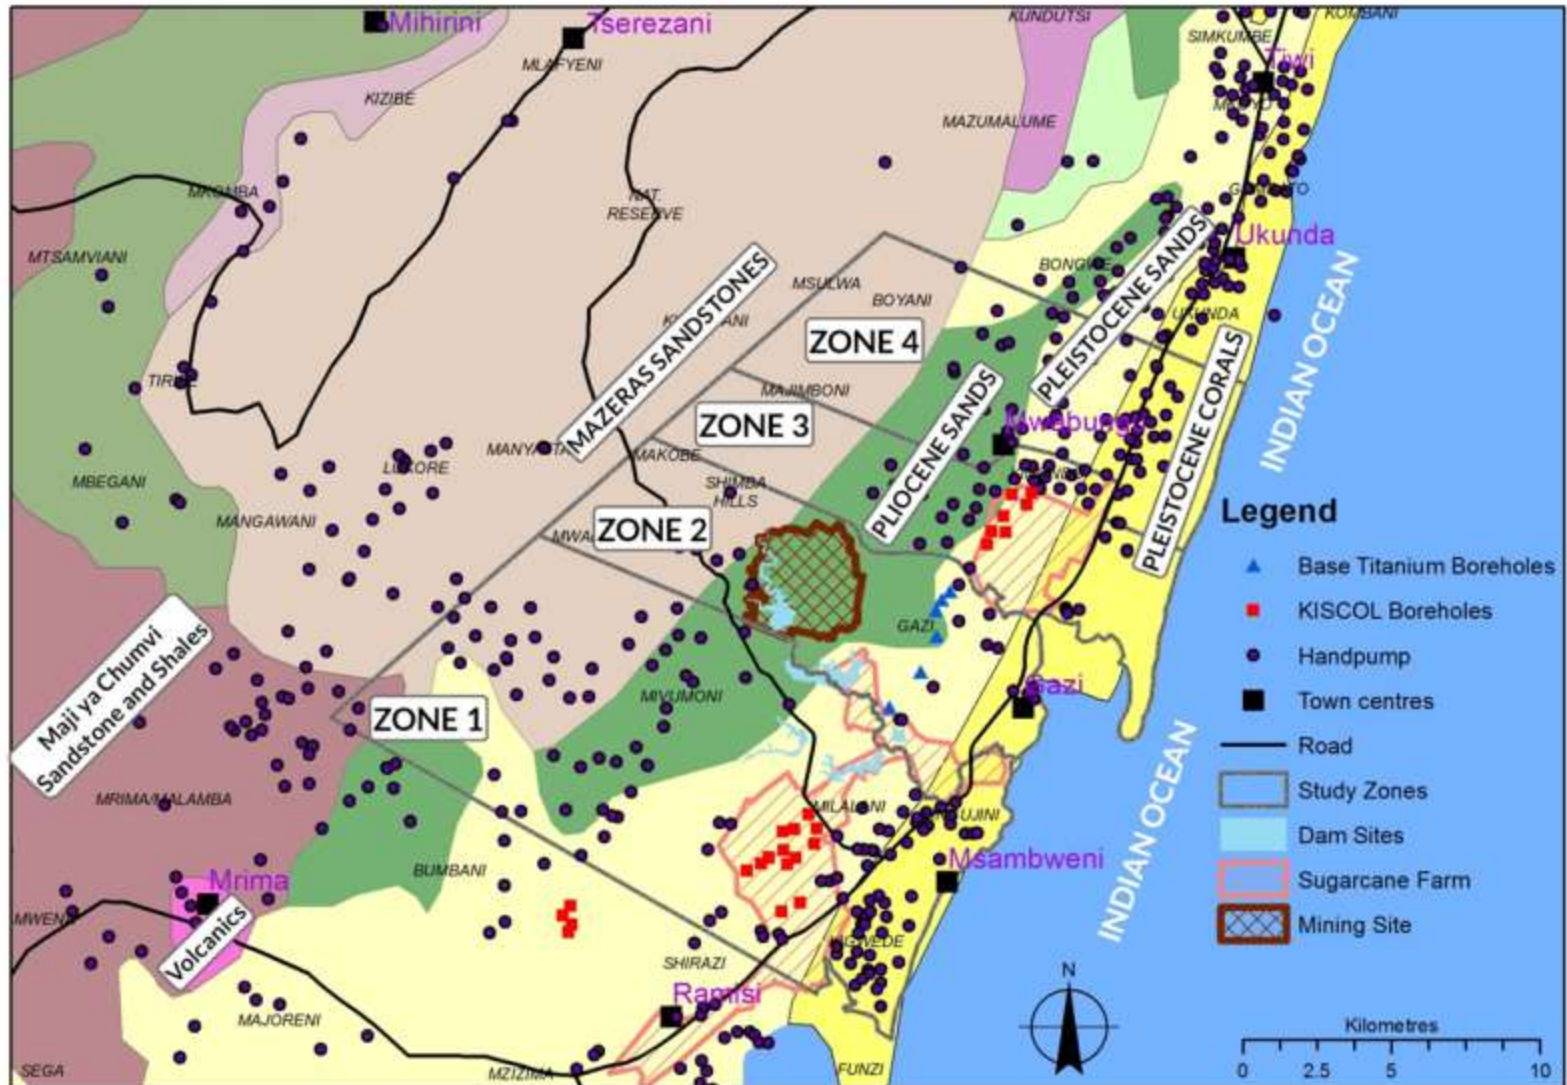 Mihirini
Tserezani
MLAFYENI
KIZIBE
KUNDUTSI
KOMBANI
SIMKUMBE
Tiwi
MAZUMALUME
MKOMBA
NAT.
RESERVE
MTSAMVIANI
Ukunda
BONGWE
MSULWA
BOYANI
UKUNDA
ZONE 4
MAZERAS SANDSTONES
PLEISTOCENE SANDS
PLEISTOCENE CORALS
INDIAN OCEAN
MAJIMBONI
ZONE 3
PLIOCENE SANDS
MAKOBE
SHIMBA
HILLS
LUKORE
MBEGANI
MANGAWANI
ZONE 2
GAZI
Gazi
Maji ya Chumvi
Sandstone and Shales
ZONE 1
MIVUMONI
MRIMA/MALAMBA
MILALANI
Msambweni
BUMBANI
Mrima
Volcanics
SHIRAZI
Ramisi
MAJORENI
SEGA
MZIZIMA
FUNZI
INDIAN OCEAN
Legend
Base Titanium Boreholes
KISCOL Boreholes
Handpump
Town centres
Road
Study Zones
Dam Sites
Sugarcane Farm
Mining Site
N
Kilometres
0 2.5 5 10